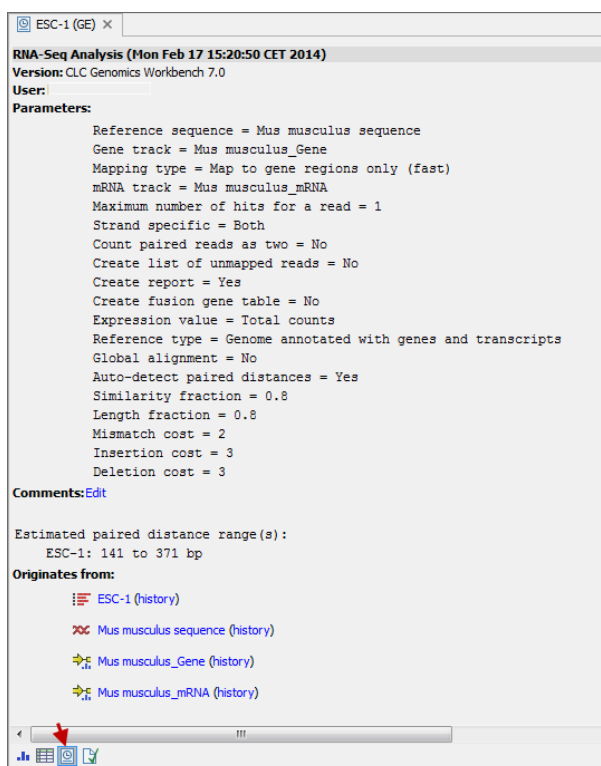 ESC-1 (GE)
RNA-Seq Analysis (Mon Feb 17 15:20:50 CET 2014)
Version: CLC Genomics Workbench 7.0
User:
Parameters:
Reference sequence = Mus musculus sequence
Gene track = Mus musculus_Gene
Mapping type = Map to gene regions only (fast)
mRNA track = Mus musculus_mRNA
Maximum number of hits for a read = 1
Strand specific = Both
Count paired reads as two = No
Create list of unmapped reads = No
Create report = Yes
Create fusion gene table = No
Expression value = Total counts
Reference type = Genome annotated with genes and transcripts
Global alignment = No
Auto-detect paired distances = Yes
Similarity fraction = 0.8
Length fraction = 0.8
Mismatch cost = 2
Insertion cost = 3
Deletion cost = 3
Comments: Edit
Estimated paired distance range(s):
ESC-1: 141 to 371 bp
Originates from:
ESC-1 (history)
Mus musculus sequence (history)
Mus musculus_Gene (history)
Mus musculus_mRNA (history)